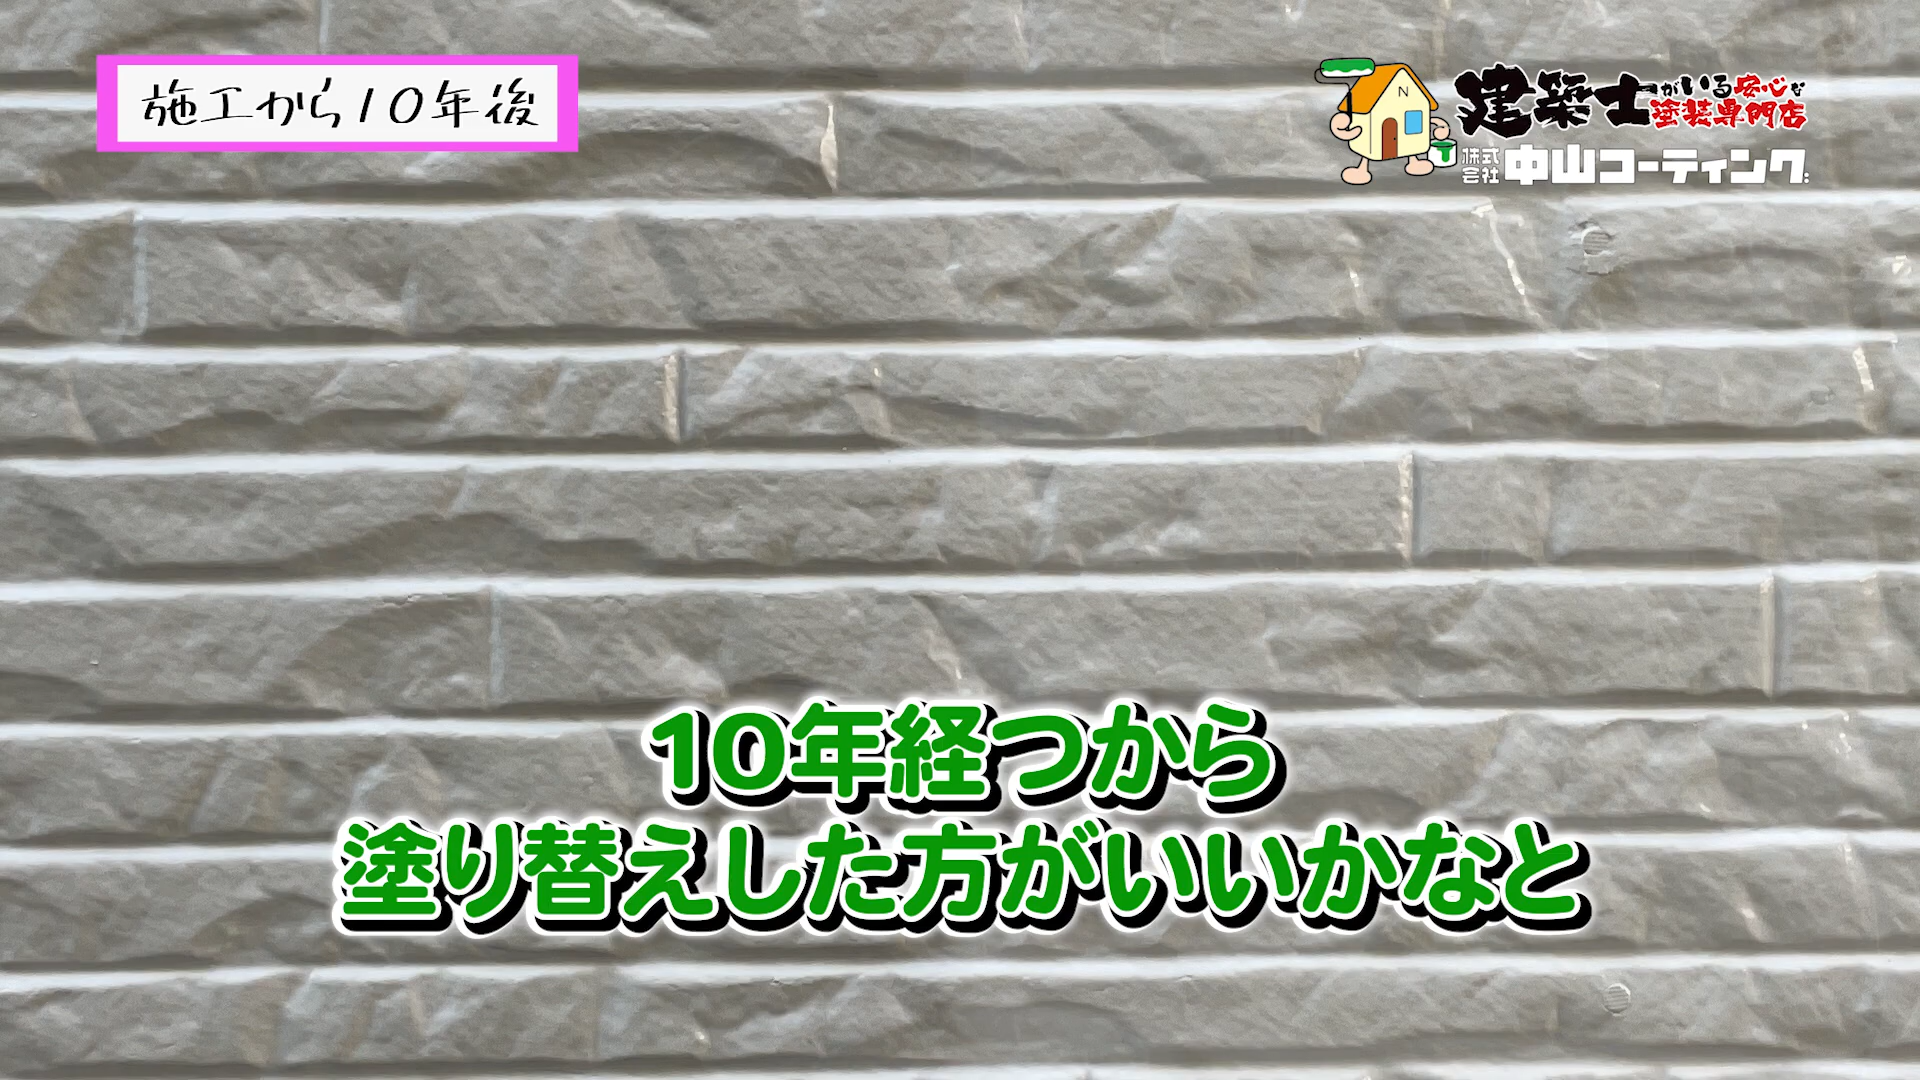 施工から10年後
建築士がいる安心な
塗装専門店
株式
会社
中山コーティング
N
10年経つから
塗り替えした方がいいかなと